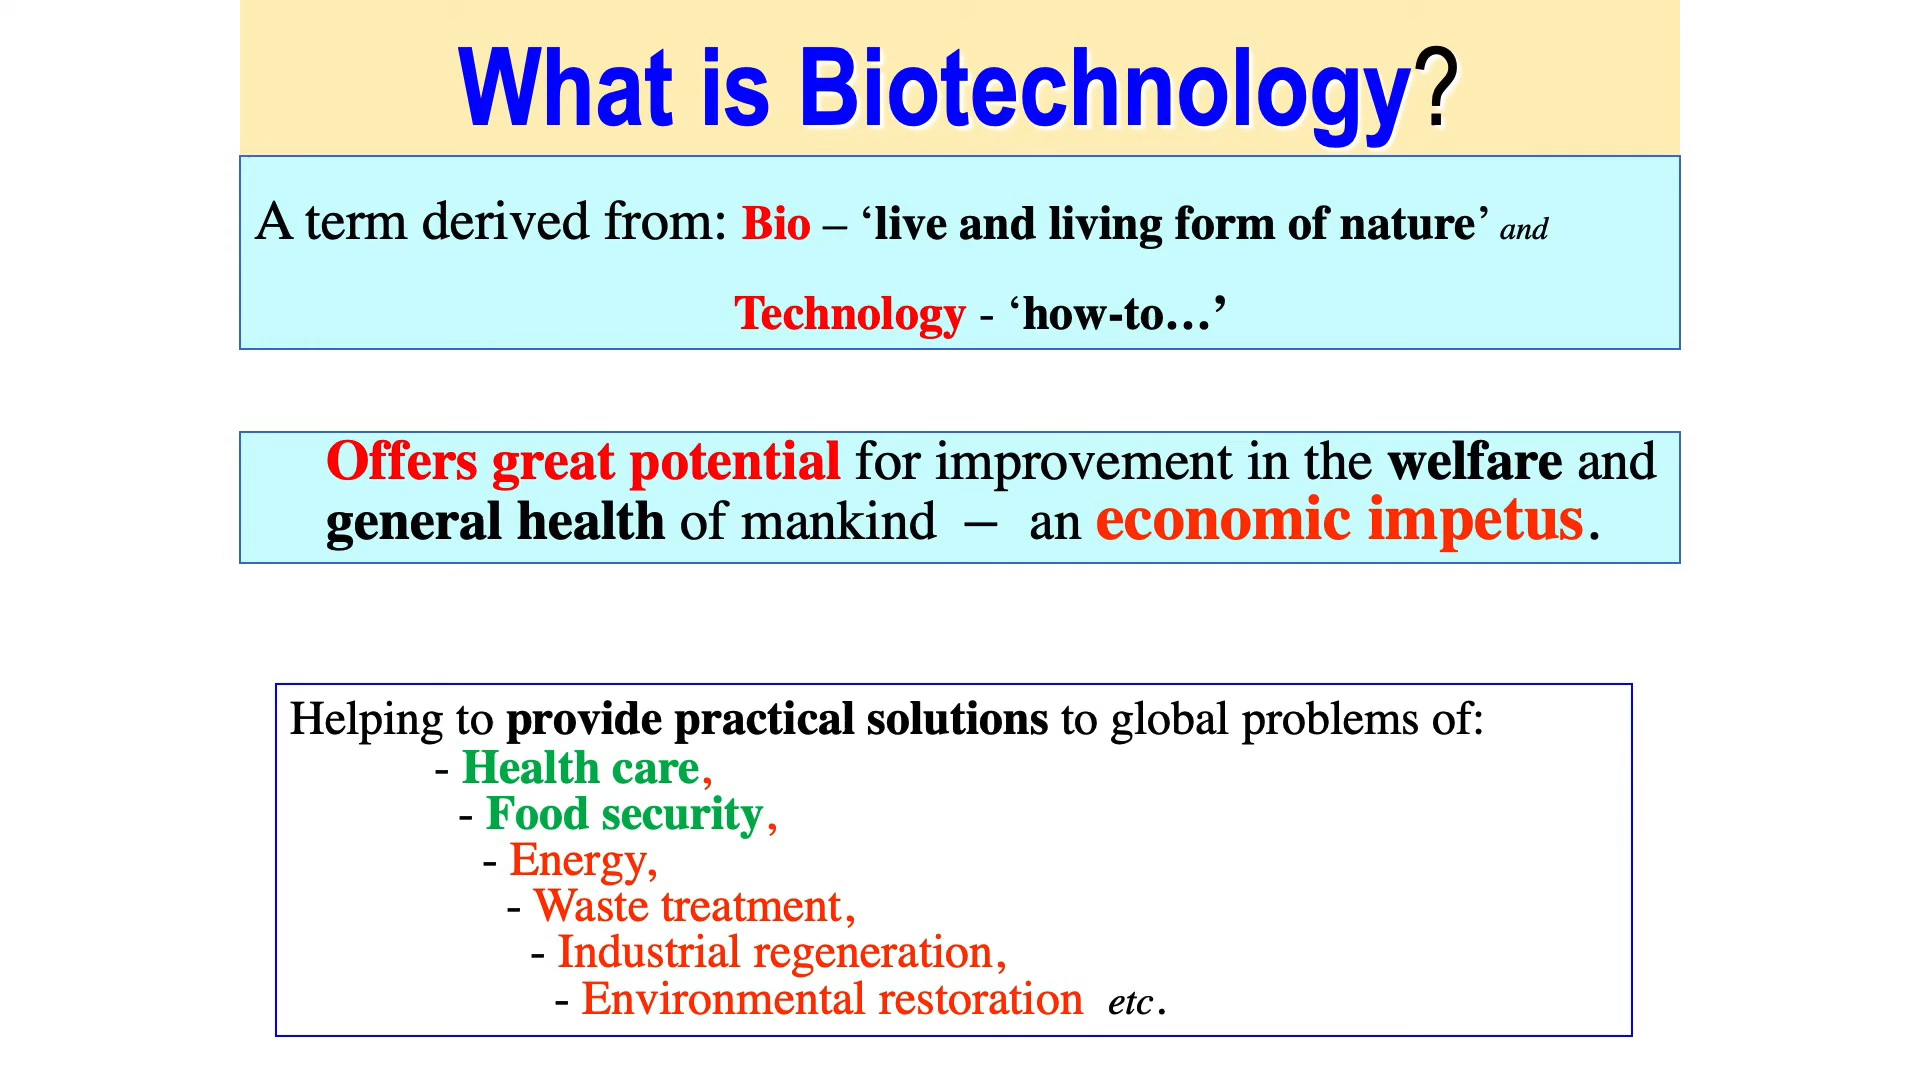 What is Biotechnology?
A term derived from: Bio – ‘live and living form of nature’ and
Technology - ‘how-to…’
Offers great potential for improvement in the welfare and
general health of mankind – an economic impetus.
Helping to provide practical solutions to global problems of:
- Health care,
- Food security,
- Energy,
- Waste treatment,
- Industrial regeneration,
- Environmental restoration etc.